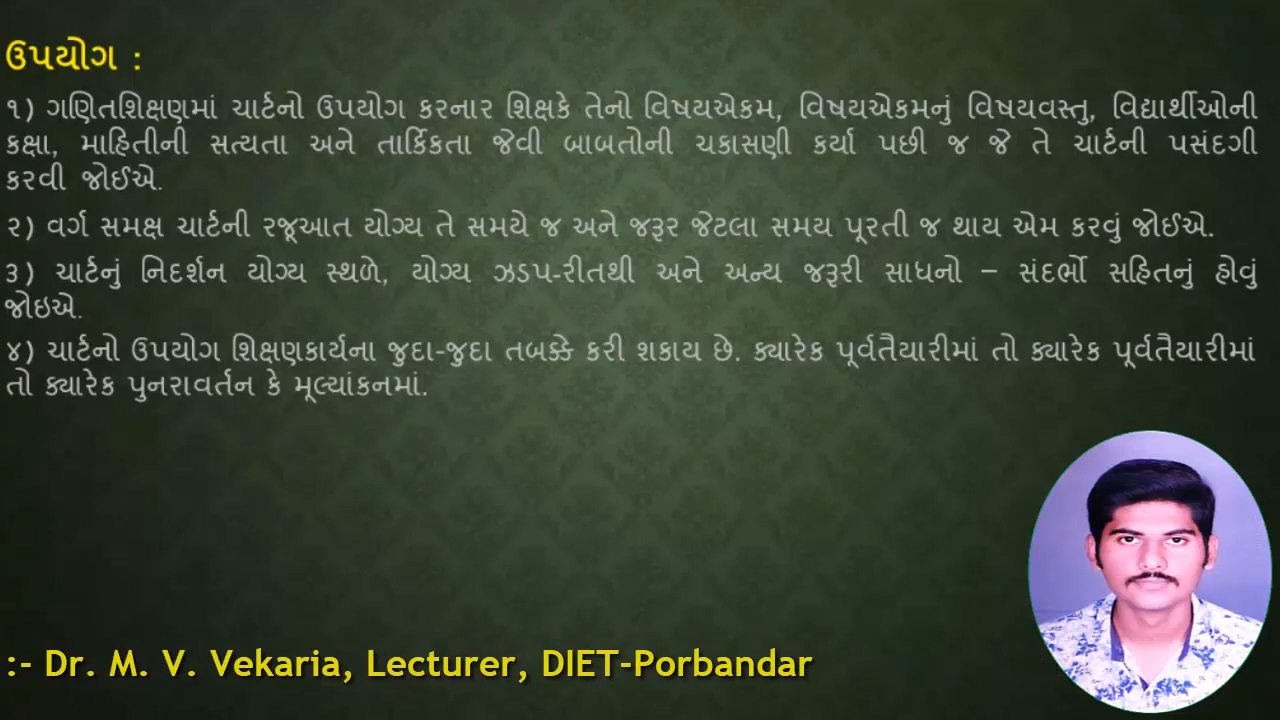 ઉપયોગ :
૧) ગણિતશિક્ષણમાં ચાર્ટનો ઉપયોગ કરનાર શિક્ષકે તેનો વિષયએકમ, વિષયએકમનું વિષયવસ્તુ, વિદ્યાર્થીઓની
કક્ષા, માહિતીની સત્યતા અને તાર્કિકતા જેવી બાબતોની ચકાસણી કર્યા પછી જ જે તે ચાર્ટની પસંદગી
કરવી જોઈએ.
૨) વર્ગ સમક્ષ ચાર્ટની રજૂઆત યોગ્ય તે સમયે જ અને જરૂર જેટલા સમય પૂરતી જ થાય એમ કરવું જોઈએ.
૩) ચાર્ટનું નિદર્શન યોગ્ય સ્થળે, યોગ્ય ઝડપ-રીતથી અને અન્ય જરૂરી સાધનો – સંદર્ભો સહિતનું હોવું
જોઇએ.
૪) ચાર્ટનો ઉપયોગ શિક્ષણકાર્યના જુદા-જુદા તબક્કે કરી શકાય છે. ક્યારેક પૂર્વતૈયારીમાં તો ક્યારેક પૂર્વતૈયારીમાં
તો ક્યારેક પુનરાવર્તન કે મૂલ્યાંકનમાં.
:- Dr. M. V. Vekaria, Lecturer, DIET-Porbandar